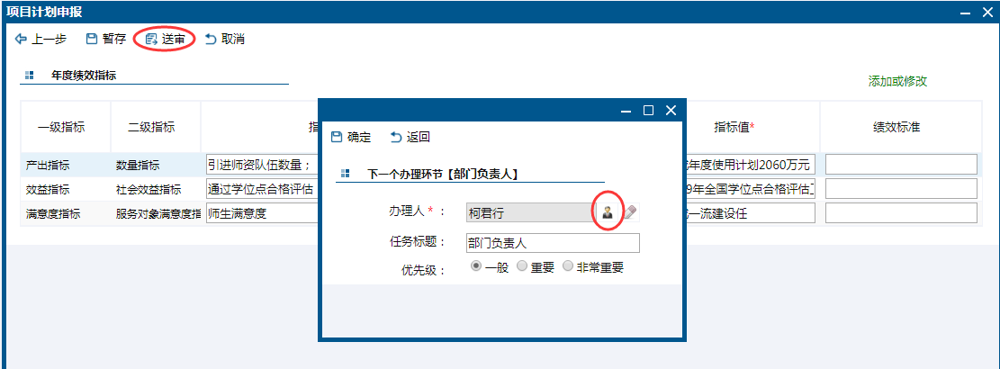 项目计划申报
上一步 暂存 送审 取消
年度绩效指标
添加或修改
一级指标 二级指标 指 指标值* 绩效标准
产出指标 数量指标 引进师资队伍数量； 年度使用计划2060万元
效益指标 社会效益指标 通过学位点合格评估 9年全国学位点合格评估
满意度指标 服务对象满意度指 师生满意度 一流建设任
确定 返回
下一个办理环节【部门负责人】
办理人*： 柯君行
任务标题： 部门负责人
优先级： 一般 重要 非常重要